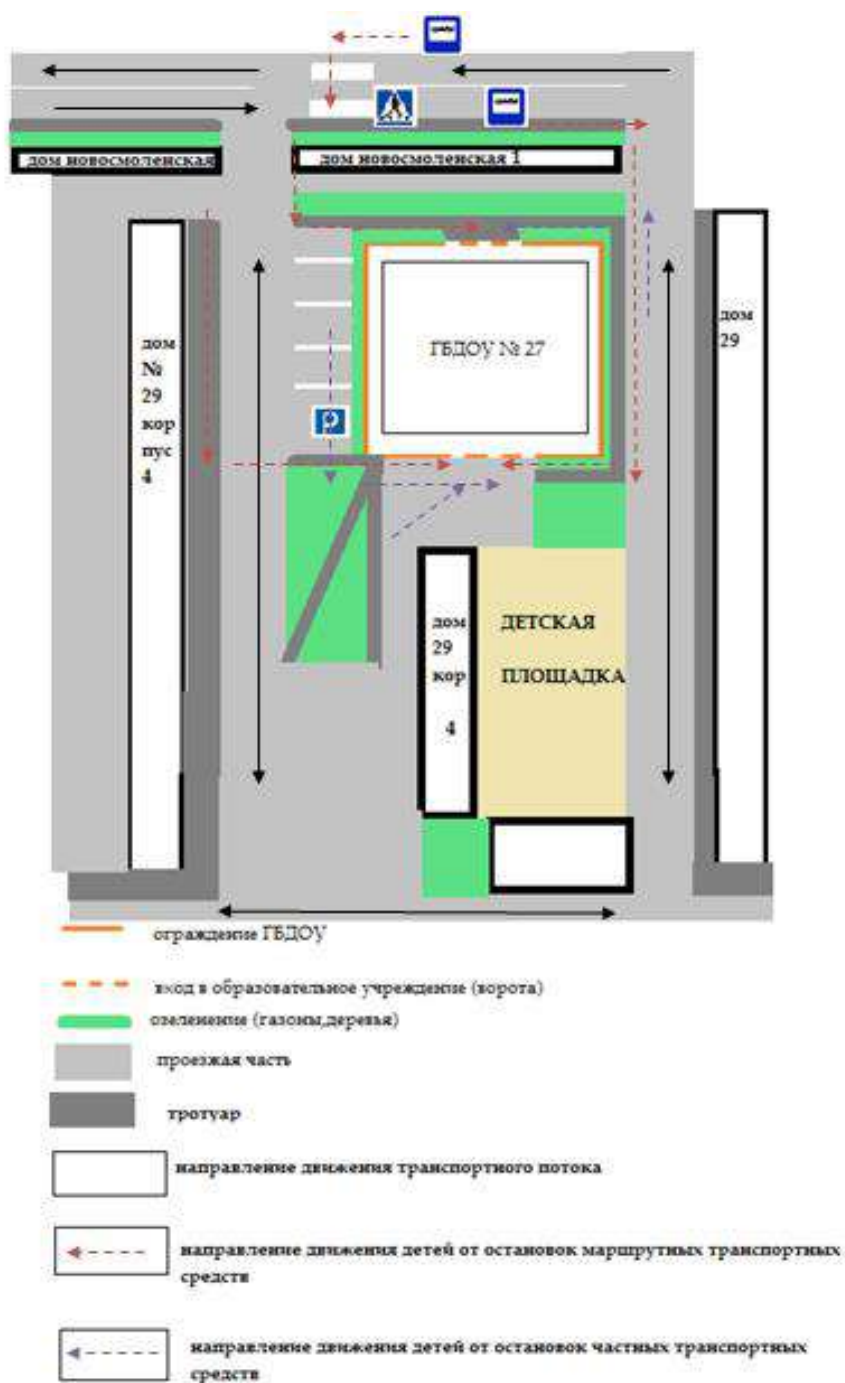 дом новосмоленская
дом новосмоленская 1
ГБДОУ № 27
дом
№
29
кор
пус
4
дом
29
P
дом
29
кор
4
ДЕТСКАЯ
ПЛОЩАДКА
ограждение ГБДОУ
вход в образовательное учреждение (ворота)
озеленение (газоны,деревья)
проезжая часть
тротуар
направление движения транспортного потока
направление движения детей от остановок маршрутных транспортных
средств
направление движения детей от остановок частных транспортных
средств